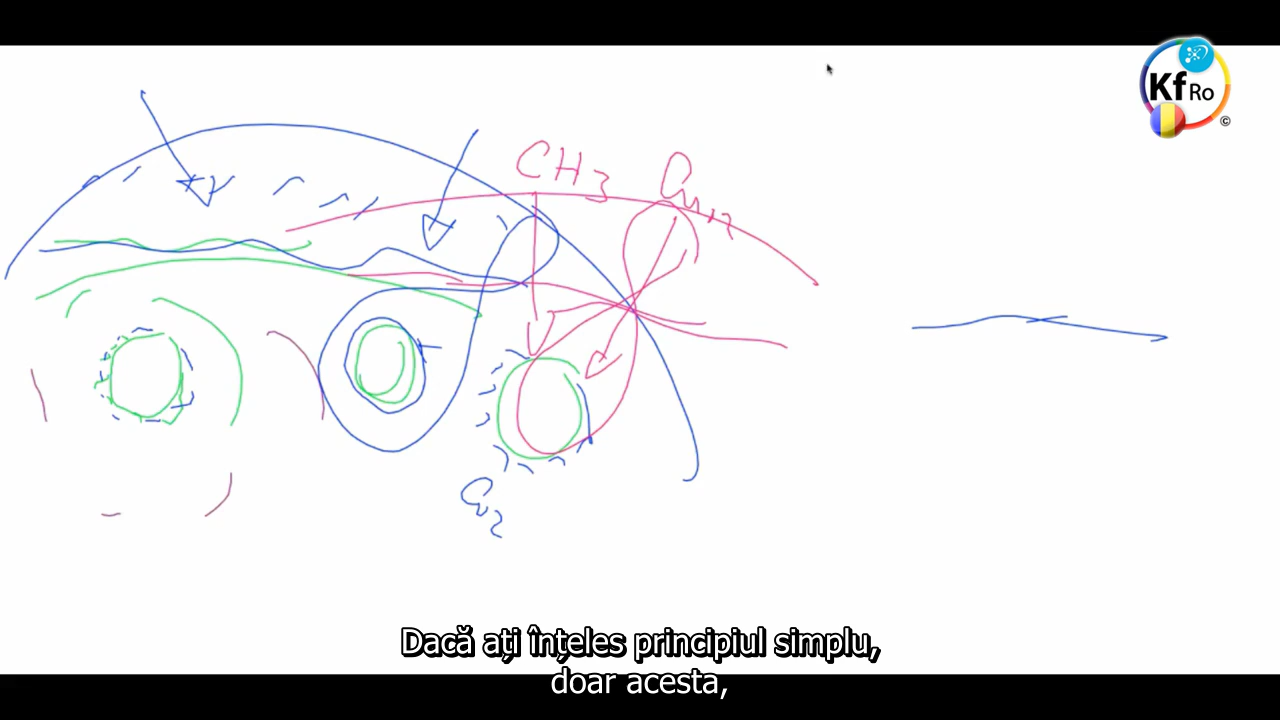 Kf Ro
©
CH3
Dacă ați înțeles principiul simplu,
doar acesta,